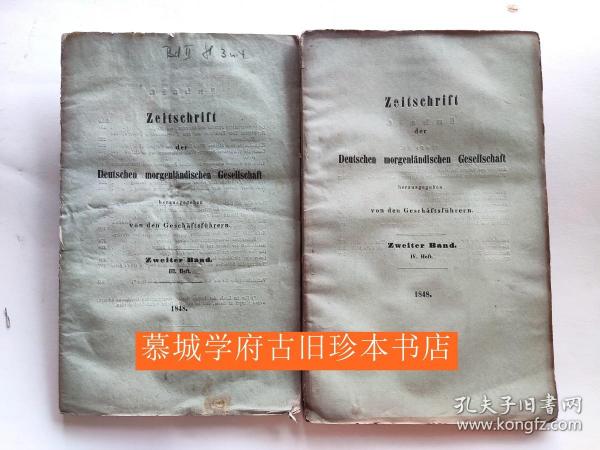 Bd II H 3 u 4
Zeitschrift
der
Deutschen morgenländischen Gesellschaft
herausgegeben
von den Geschäftsführern.
Zweiter Band.
III. Heft.
1848.
Zeitschrift
der
Deutschen morgenländischen Gesellschaft
herausgegeben
von den Geschäftsführern.
Zweiter Band.
IV. Heft.
1848.
慕城学府古旧珍本书店
孔夫子旧书网
www.kongfz.com